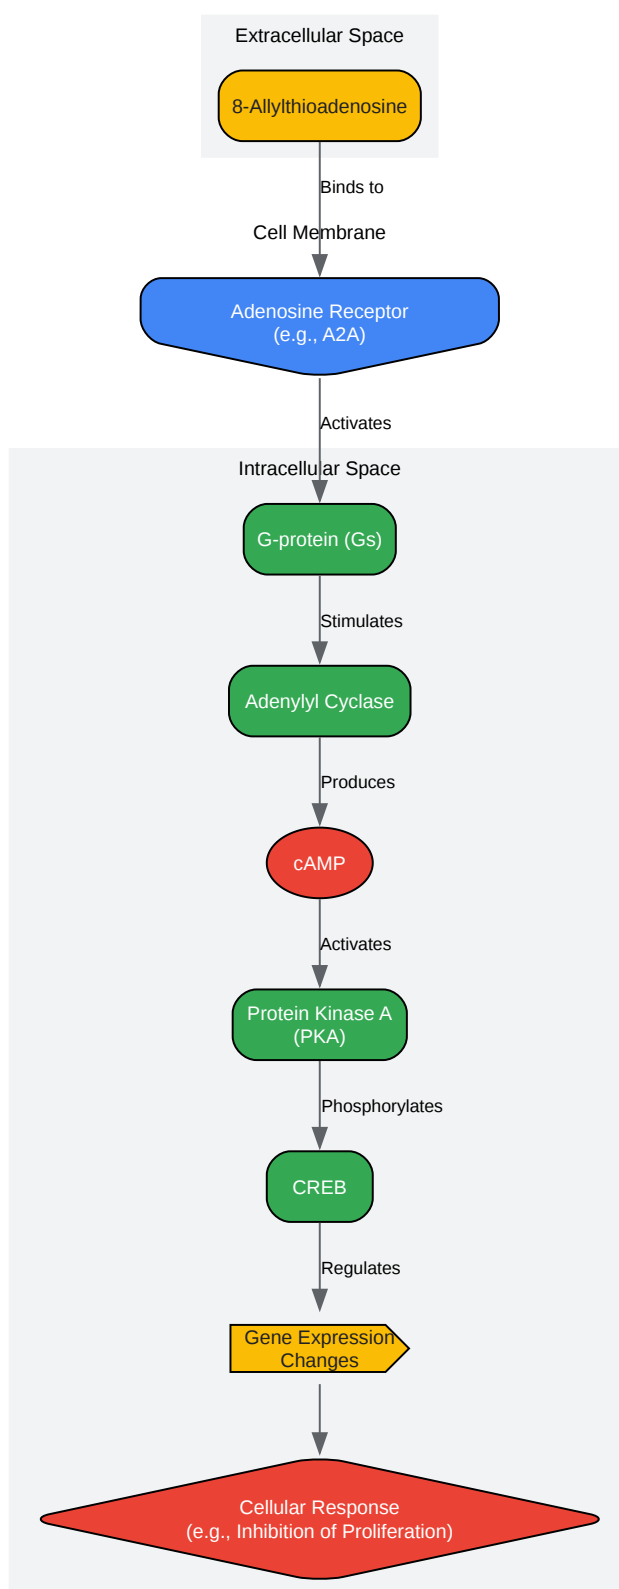 Extracellular Space
8-Allylthioadenosine
Binds to
Cell Membrane
Adenosine Receptor
(e.g., A2A)
Activates
Intracellular Space
G-protein (Gs)
Stimulates
Adenylyl Cyclase
Produces
cAMP
Activates
Protein Kinase A
(PKA)
Phosphorylates
CREB
Regulates
Gene Expression
Changes
Cellular Response
(e.g., Inhibition of Proliferation)